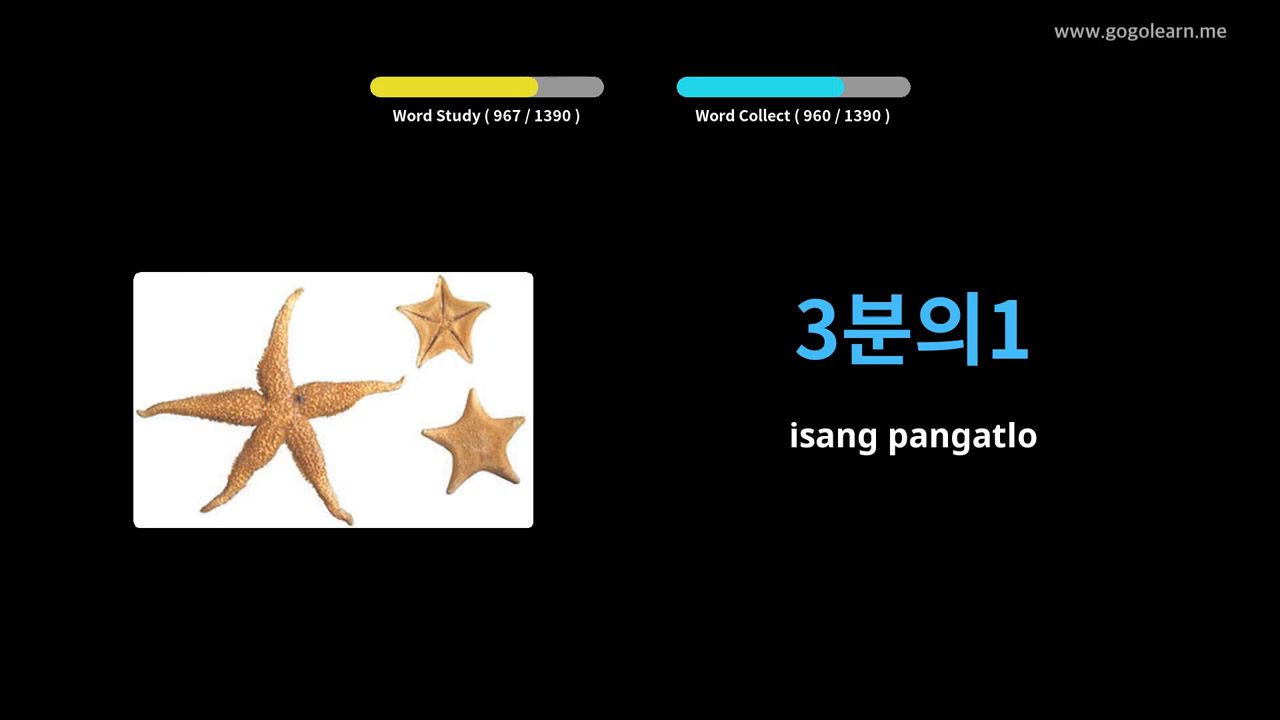 www.gogolearn.me
Word Study ( 967 / 1390 )
Word Collect ( 960 / 1390 )
3분의1
isang pangatlo